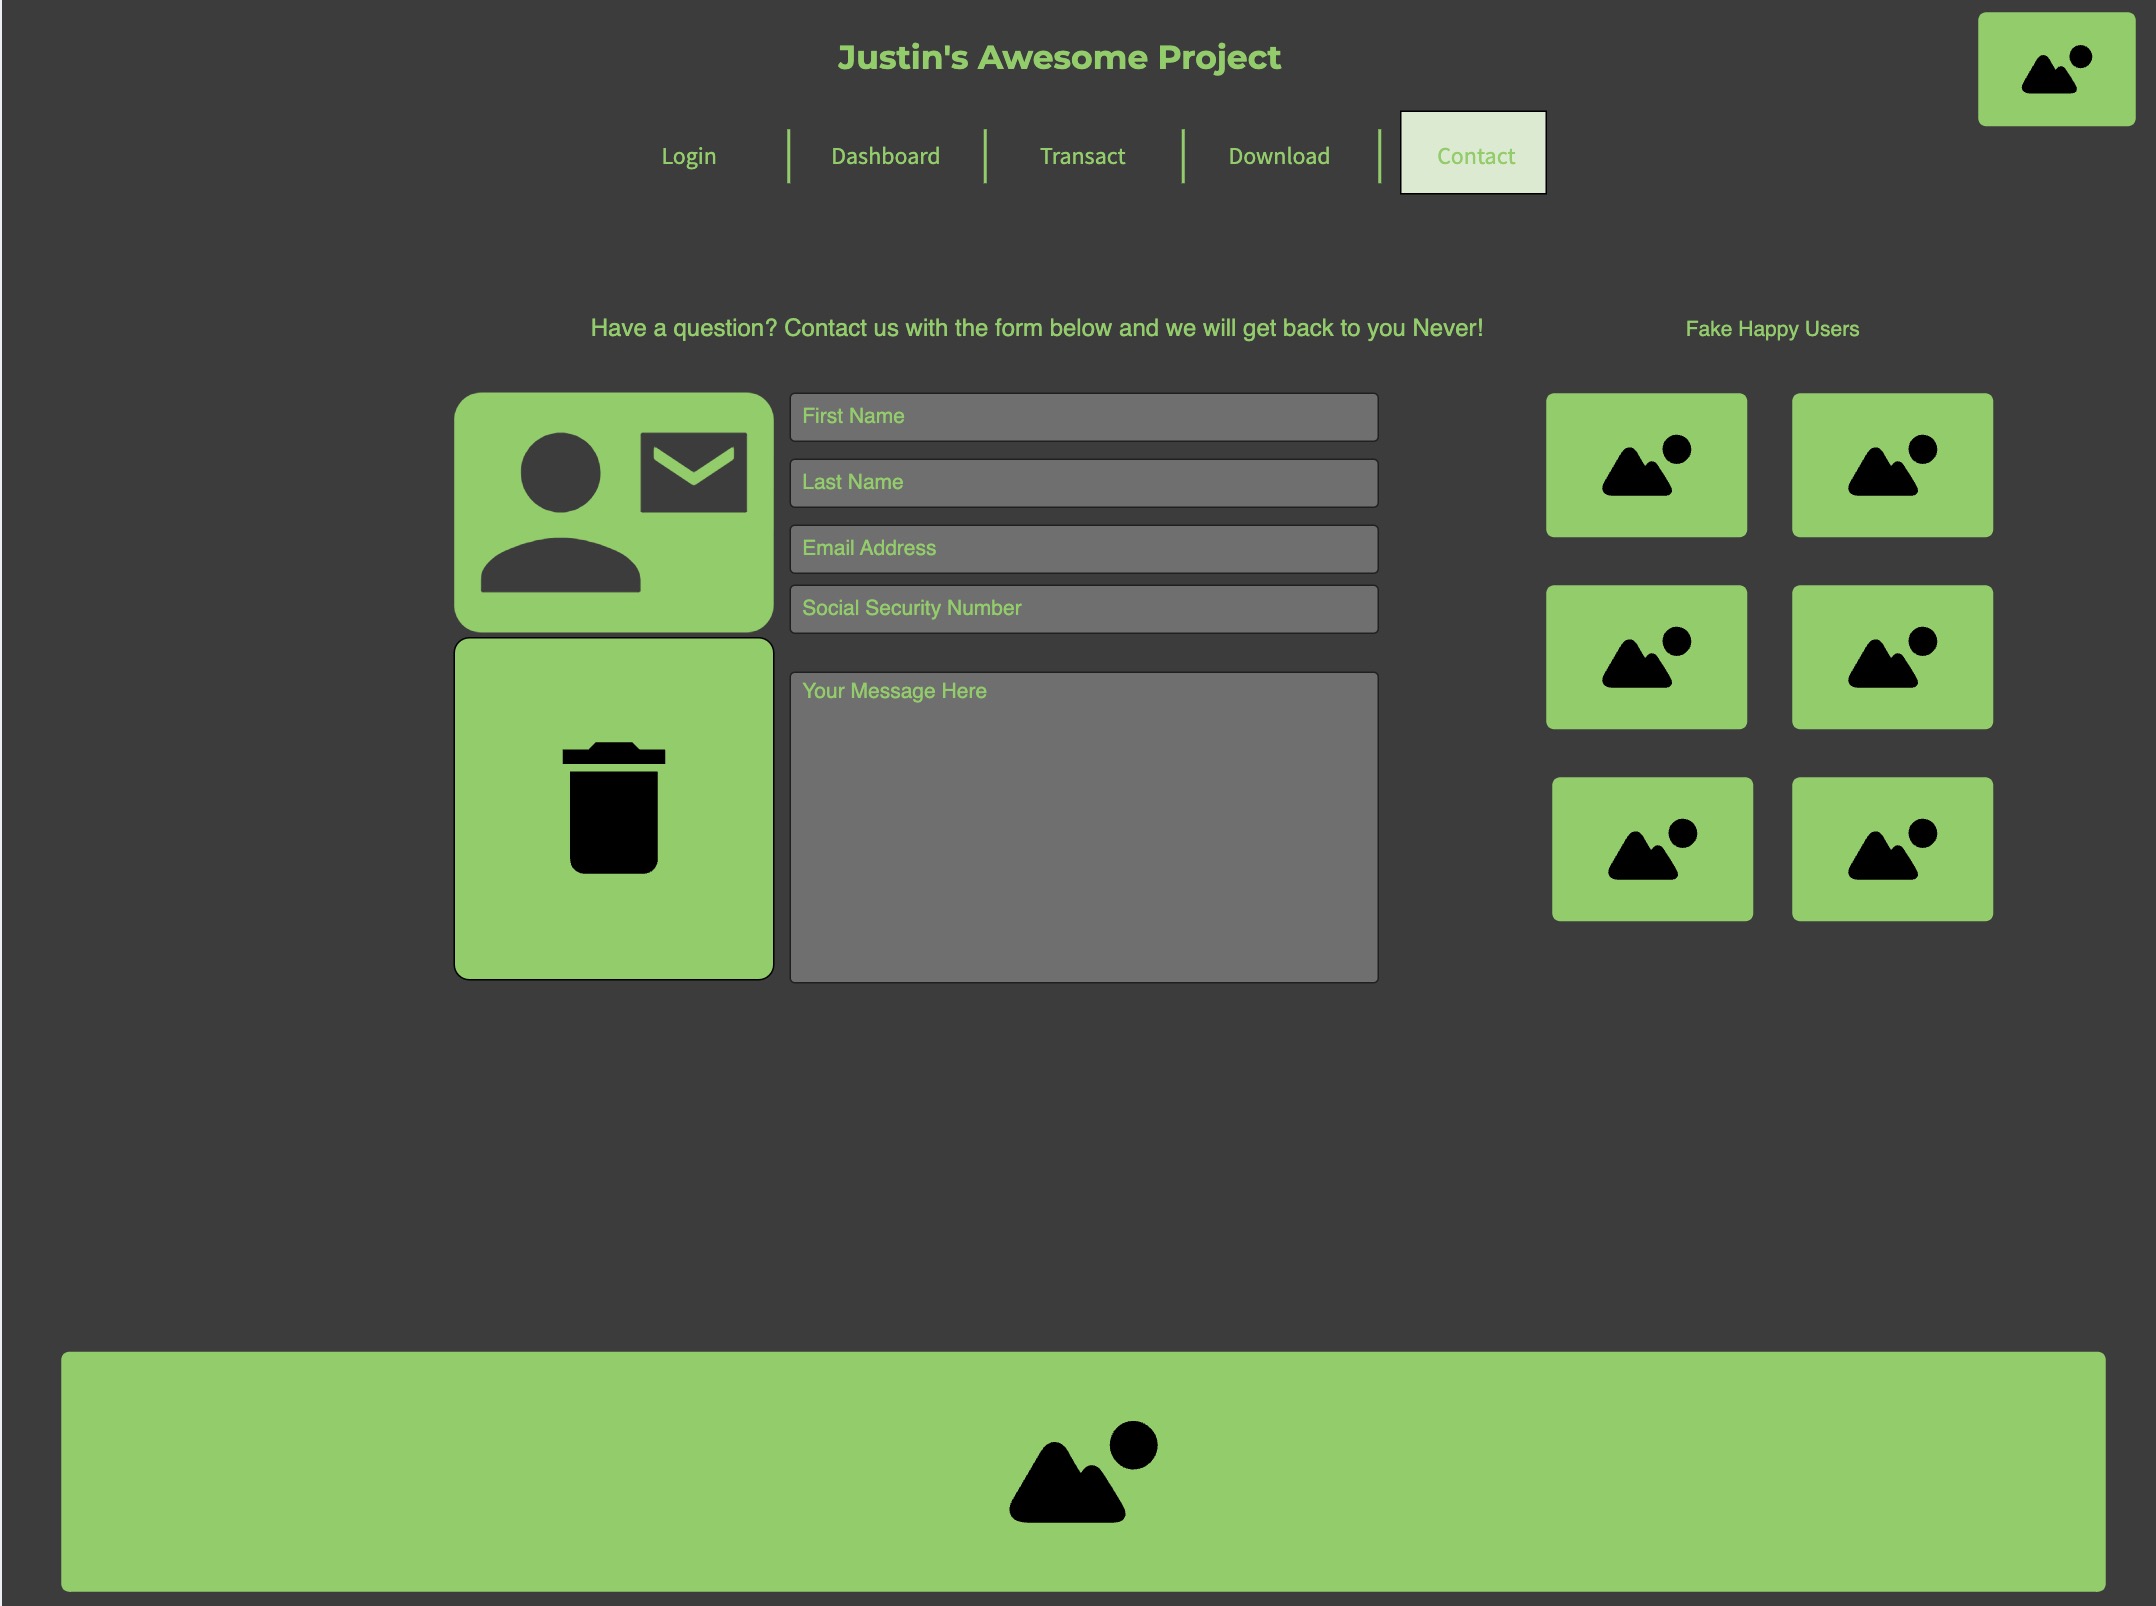 Justin's Awesome Project
Login
Dashboard
Transact
Download
Contact
Have a question? Contact us with the form below and we will get back to you Never!
Fake Happy Users
First Name
Last Name
Email Address
Social Security Number
Your Message Here